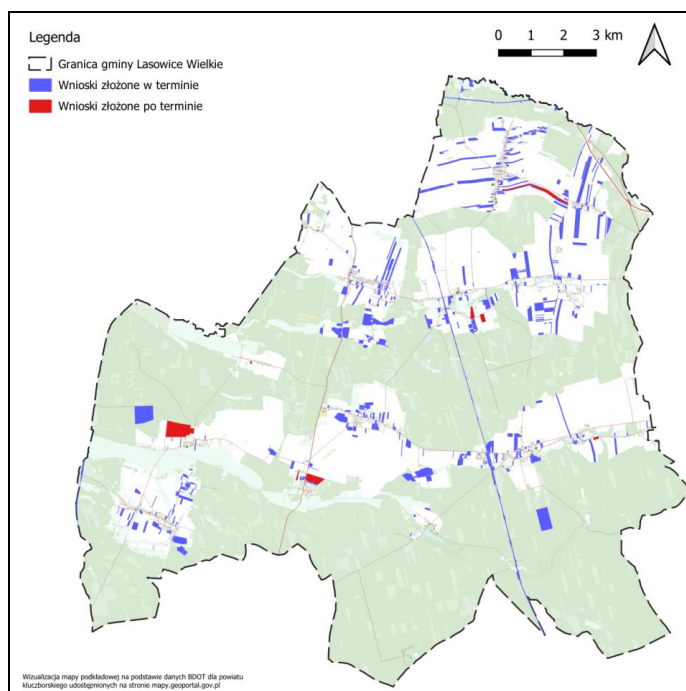 Legenda
Granica gminy Lasowice Wielkie
Wnioski złożone w terminie
Wnioski złożone po terminie
0 1 2 3 km
Wizualizacja mapy podkładowej na podstawie danych BDOT dla powiatu
kluczborskiego udostępnionych na stronie mapy.geoportal.gov.pl